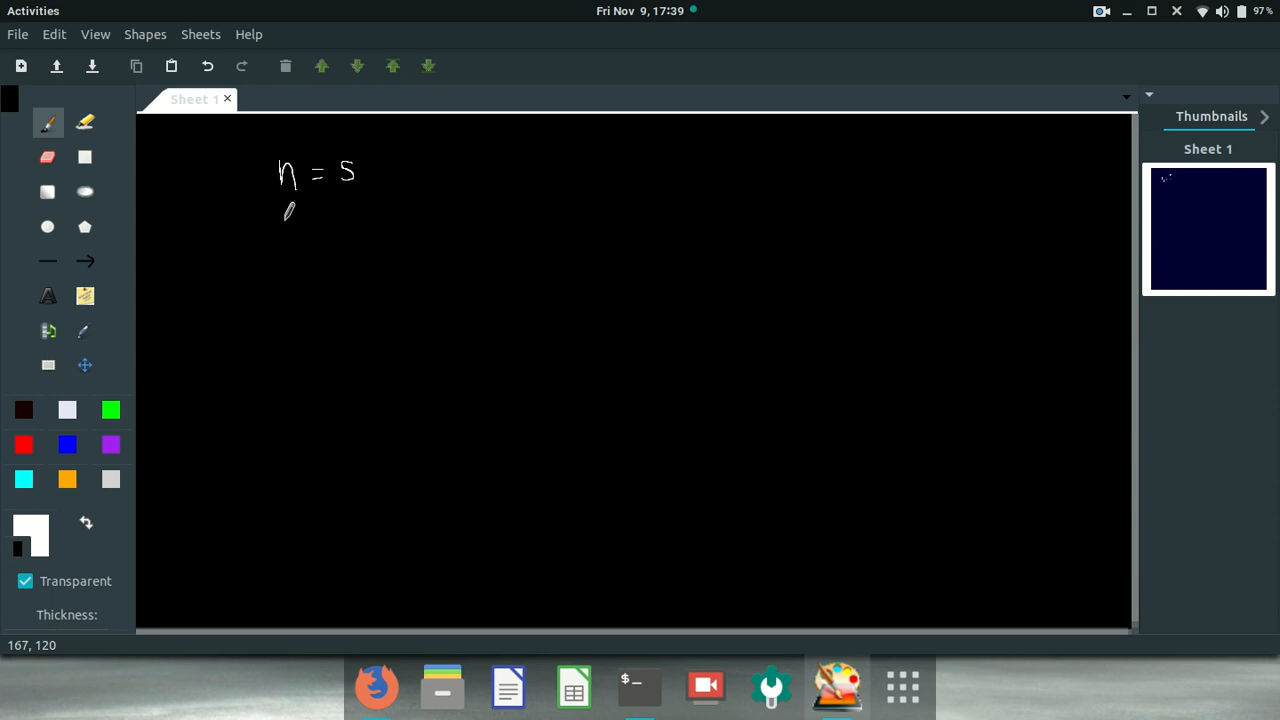 Activities
Fri Nov 9, 17:39
97%
File Edit View Shapes Sheets Help
Sheet 1
Thumbnails
Sheet 1
n = 5
A
Transparent
Thickness:
167, 120
$_